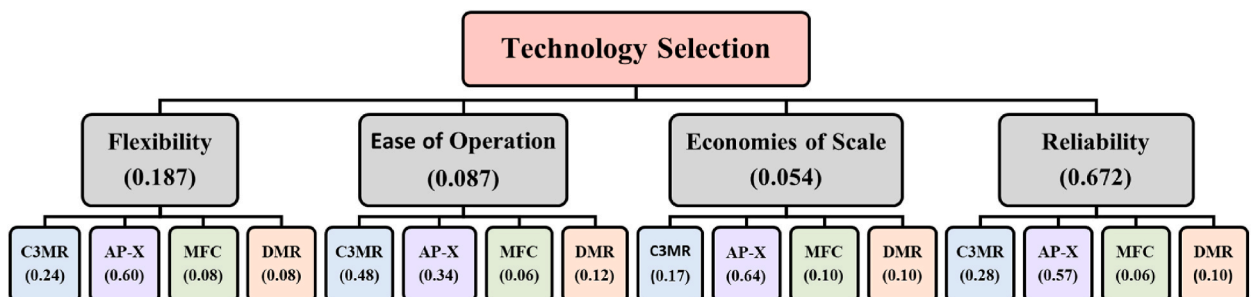 Technology Selection
Flexibility
(0.187)
Ease of Operation
(0.087)
Economies of Scale
(0.054)
Reliability
(0.672)
C3MR
(0.24)
AP-X
(0.60)
MFC
(0.08)
DMR
(0.08)
C3MR
(0.48)
AP-X
(0.34)
MFC
(0.06)
DMR
(0.12)
C3MR
(0.17)
AP-X
(0.64)
MFC
(0.10)
DMR
(0.10)
C3MR
(0.28)
AP-X
(0.57)
MFC
(0.06)
DMR
(0.10)